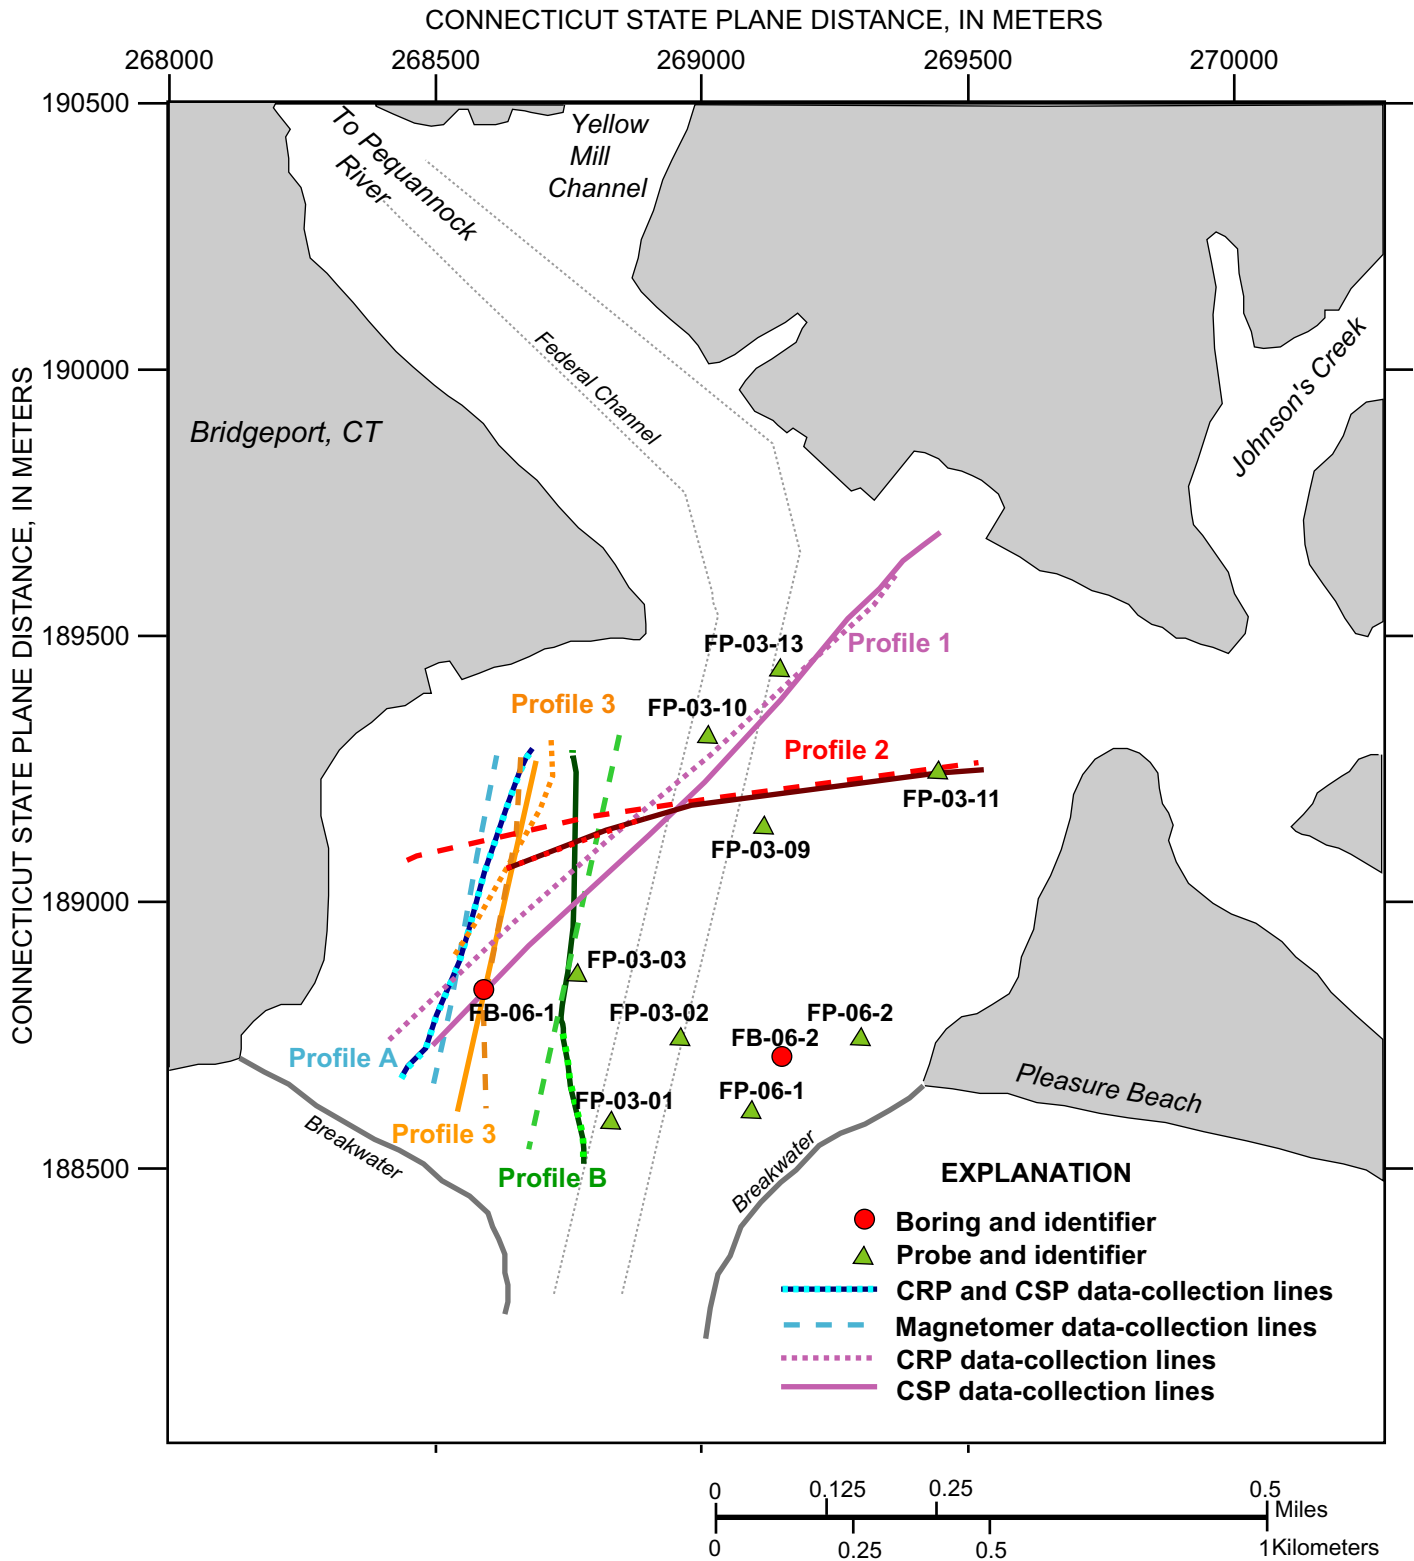 CONNECTICUT STATE PLANE DISTANCE, IN METERS
268000 268500 269000 269500 270000
190500
190000
189500
189000
188500
CONNECTICUT STATE PLANE DISTANCE, IN METERS
To Pequannock
River
Yellow
Mill
Channel
Federal Channel
Bridgeport, CT
Johnson's Creek
FP-03-13
Profile 1
Profile 3
FP-03-10
Profile 2
FP-03-11
FP-03-09
FP-03-03
FB-06-1
FP-03-02
FP-06-2
FB-06-2
Profile A
FP-03-01
FP-06-1
Pleasure Beach
Profile 3
Breakwater
Profile B
Breakwater
EXPLANATION
Boring and identifier
Probe and identifier
CRP and CSP data-collection lines
Magnetomer data-collection lines
CRP data-collection lines
CSP data-collection lines
0 0.125 0.25 0.5
Miles
0 0.25 0.5 1 Kilometers